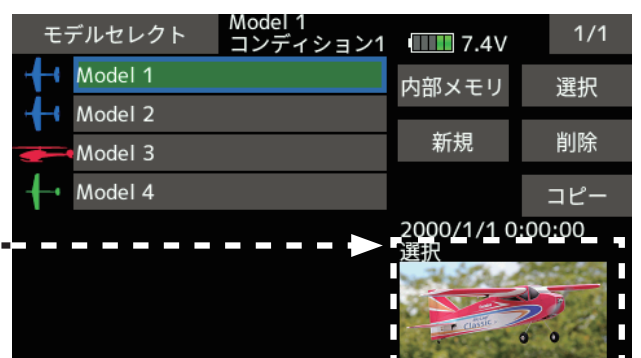 モデルセレクト
Model 1
コンディション1
7.4V
1/1
Model 1
内部メモリ
選択
Model 2
新規
削除
Model 3
Model 4
コピー
2000/1/1 0:00:00
選択
Classic